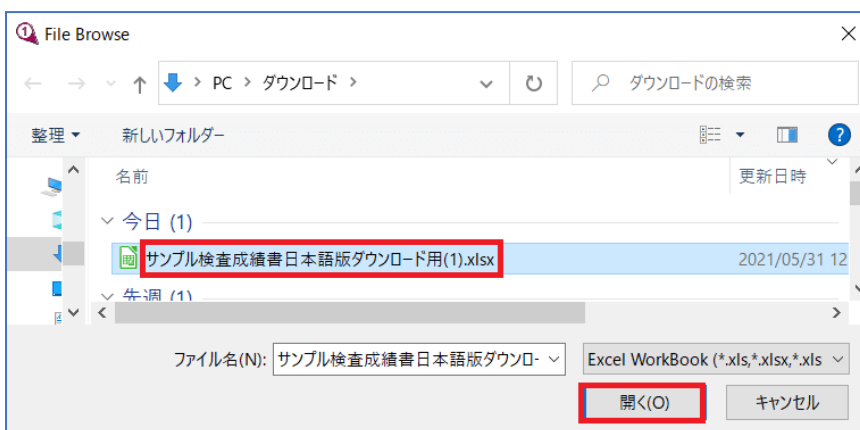 File Browse
PC > ダウンロード >
ダウンロードの検索
整理
新しいフォルダー
名前
更新日時
今日 (1)
サンプル検査成績書日本語版ダウンロード用(1).xlsx
2021/05/31 12
先週 (1)
ファイル名(N):
サンプル検査成績書日本語版ダウンロ-
Excel WorkBook (*.xls,*.xlsx,*.xls
開く(O)
キャンセル